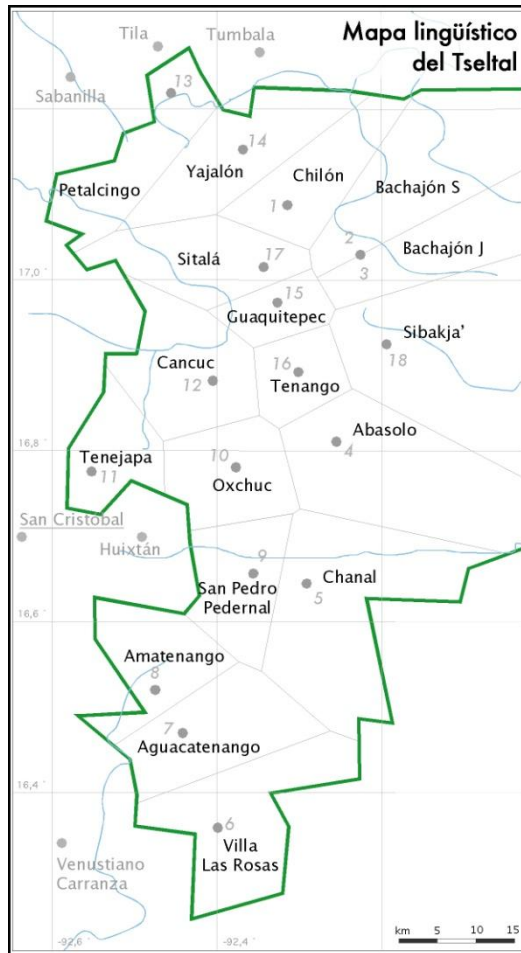 Mapa lingüístico
del Tseltal
Tila
Tumbala
Sabanilla
13
14
Yajalón
Chilón
Petalcingo
Bachajón S
1
2
Sitalá
17
Bachajón J
3
17,0 ´
15
Guaquitepec
Sibakja’
18
Cancuc
16
12
Tenango
Abasolo
16,8 ´
10
4
Tenejapa
11
Oxchuc
San Cristobal
Huixtán
9
Chanal
San Pedro
Pedernal
5
16,6 ´
Amatenango
8
7
Aguacatenango
16,4 ´
6
Villa
Las Rosas
Venustiano
Carranza
km 5 10 15
-92,6 ´
-92,4 ´